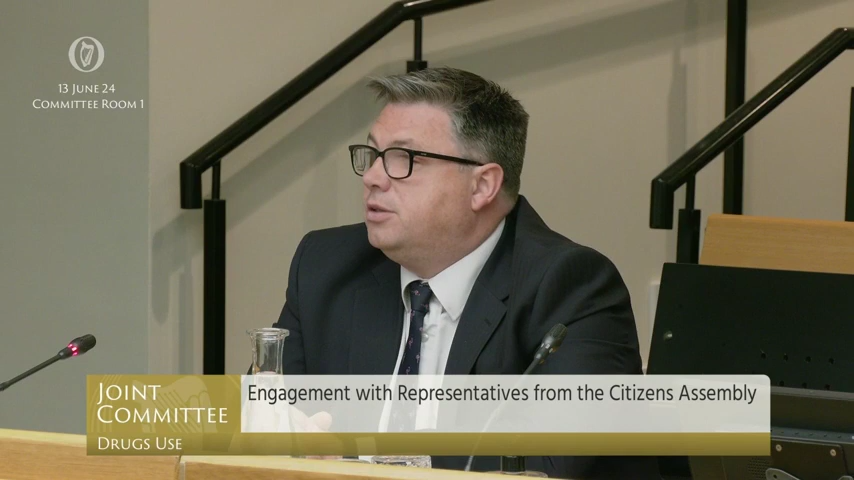 13 June 24
Committee Room 1
Joint
Committee
Engagement with Representatives from the Citizens Assembly
Drugs Use